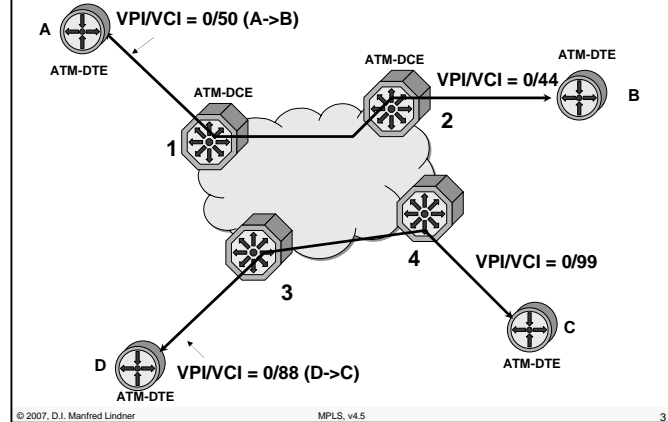 A
VPI/VCI = 0/50 (A->B)
ATM-DTE
ATM-DCE
ATM-DCE
ATM-DTE
VPI/VCI = 0/44
B
1
2
3
4
VPI/VCI = 0/99
C
ATM-DTE
D
VPI/VCI = 0/88 (D->C)
ATM-DTE
© 2007, D.I. Manfred Lindner
MPLS, v4.5
3